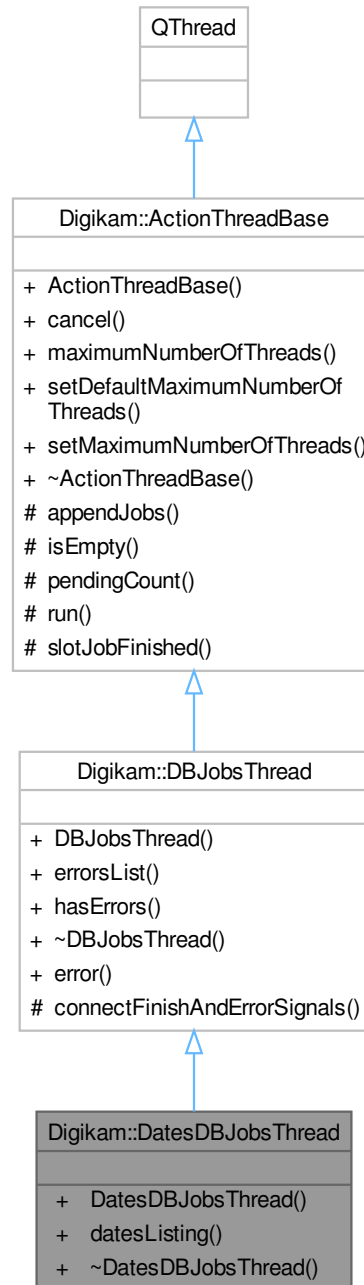 QThread
Digikam::ActionThreadBase
+ ActionThreadBase()
+ cancel()
+ maximumNumberOfThreads()
+ setDefaultMaximumNumberOf
Threads()
+ setMaximumNumberOfThreads()
+ ~ActionThreadBase()
# appendJobs()
# isEmpty()
# pendingCount()
# run()
# slotJobFinished()
Digikam::DBJobsThread
+ DBJobsThread()
+ errorsList()
+ hasErrors()
+ ~DBJobsThread()
+ error()
# connectFinishAndErrorSignals()
Digikam::DatesDBJobsThread
+ DatesDBJobsThread()
+ datesListing()
+ ~DatesDBJobsThread()